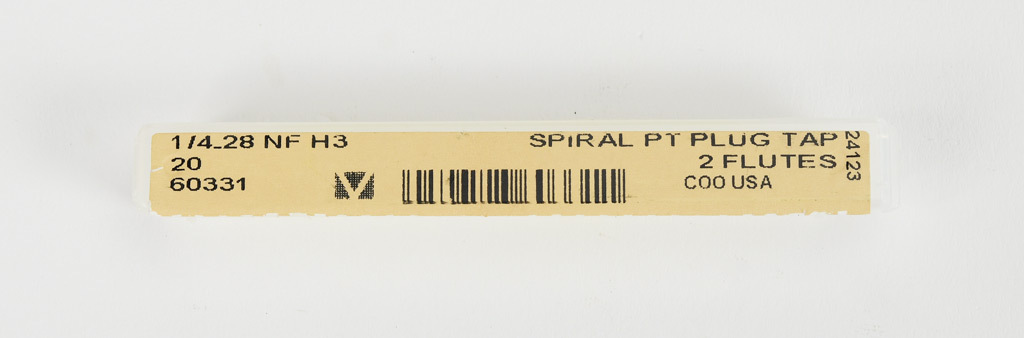 1/4-28 NF H3
20
60331
SPIRAL PT PLUG TAP
2 FLUTES
COO USA
24123